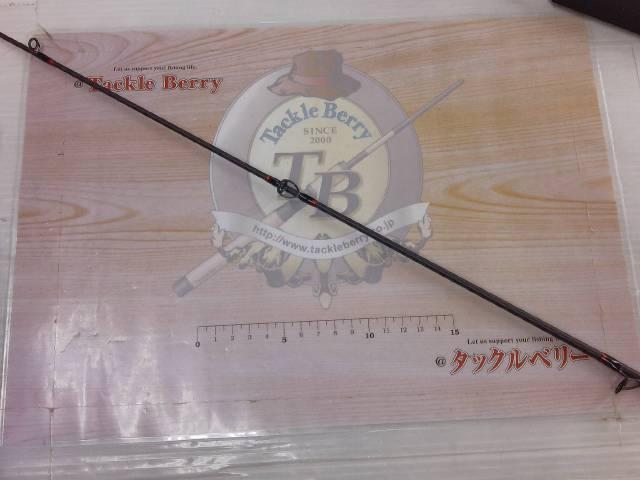 Let us support your fishing life.
@Tackle Berry
Tackle Berry
SINCE
2000
TB
http://www.tackleberry.co.jp
0 1 2 3 4 5 6 7 8 9 10 11 12 13 14 15
Let us support your fishing
@タックルベリー